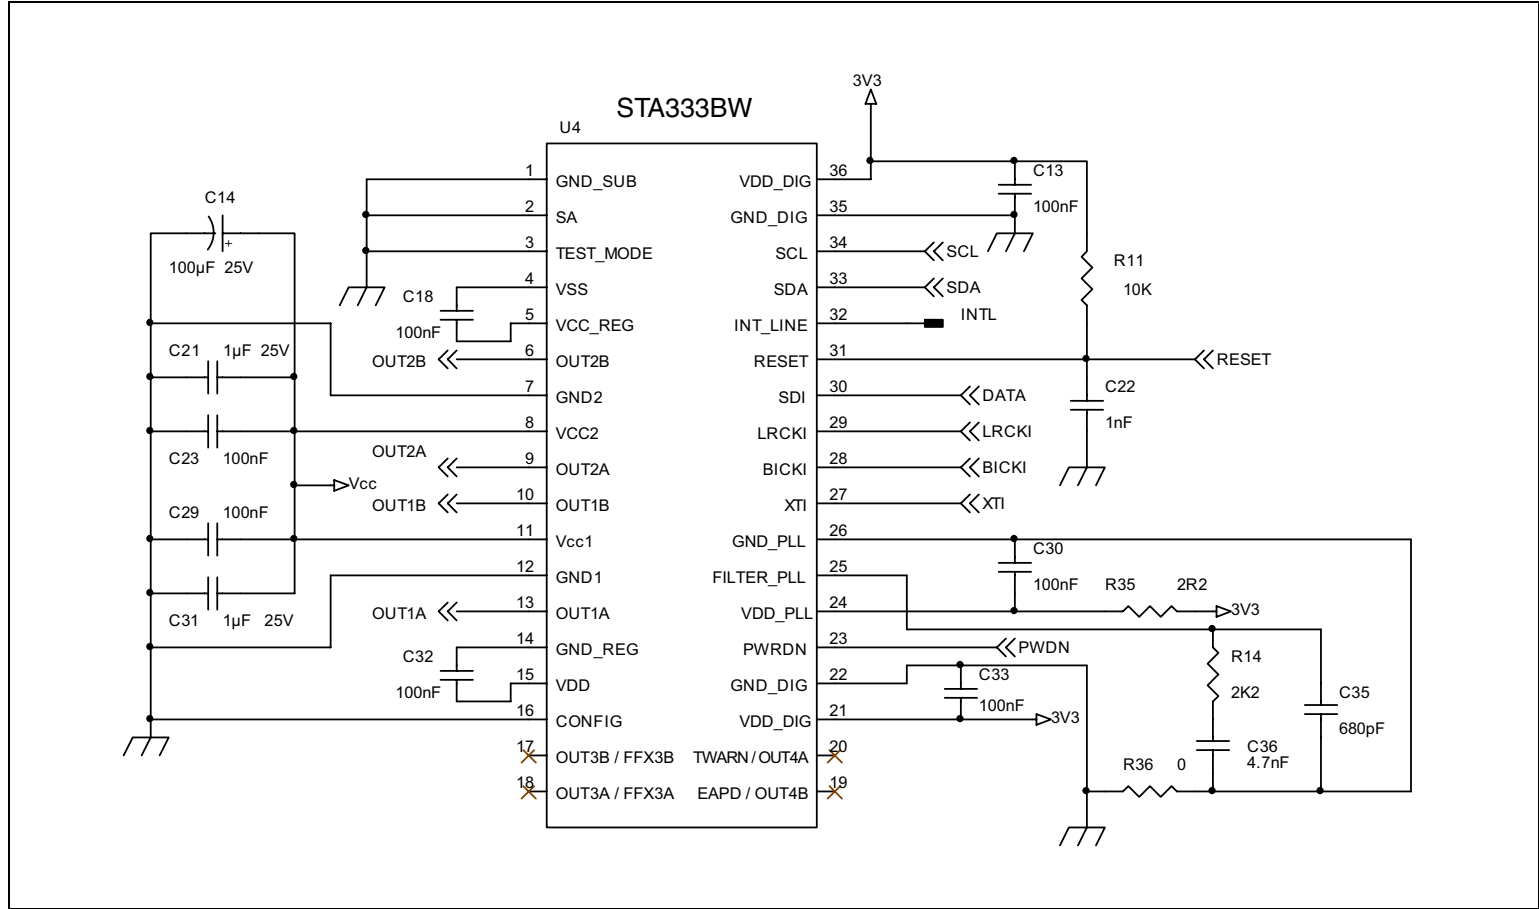 3V3
STA333BW
U4
1 GND_SUB VDD_DIG 36
C13
100nF
C14
100µF 25V
2 SA GND_DIG 35
3 TEST_MODE SCL 34 SCL
R11
10K
4 VSS SDA 33 SDA
C18
100nF
5 VCC_REG INT_LINE 32 INTL
C21 1µF 25V
OUT2B 6 OUT2B RESET 31 RESET
7 GND2 SDI 30 DATA
C22
1nF
8 VCC2 LRCKI 29 LRCKI
C23 100nF
OUT2A 9 OUT2A BICKI 28 BICKI
Vcc
OUT1B 10 OUT1B XTI 27 XTI
C29 100nF
11 Vcc1 GND_PLL 26
C30
100nF
12 GND1 FILTER_PLL 25
R35 2R2
C31 1µF 25V
OUT1A 13 OUT1A VDD_PLL 24 3V3
14 GND_REG PWRDN 23 PWDN
C32
100nF
R14
2K2
15 VDD GND_DIG 22
C33
100nF
C35
680pF
16 CONFIG VDD_DIG 21 3V3
17 OUT3B / FFX3B TWARN / OUT4A 20
C36
4.7nF
R36 0
18 OUT3A / FFX3A EAPD / OUT4B 19